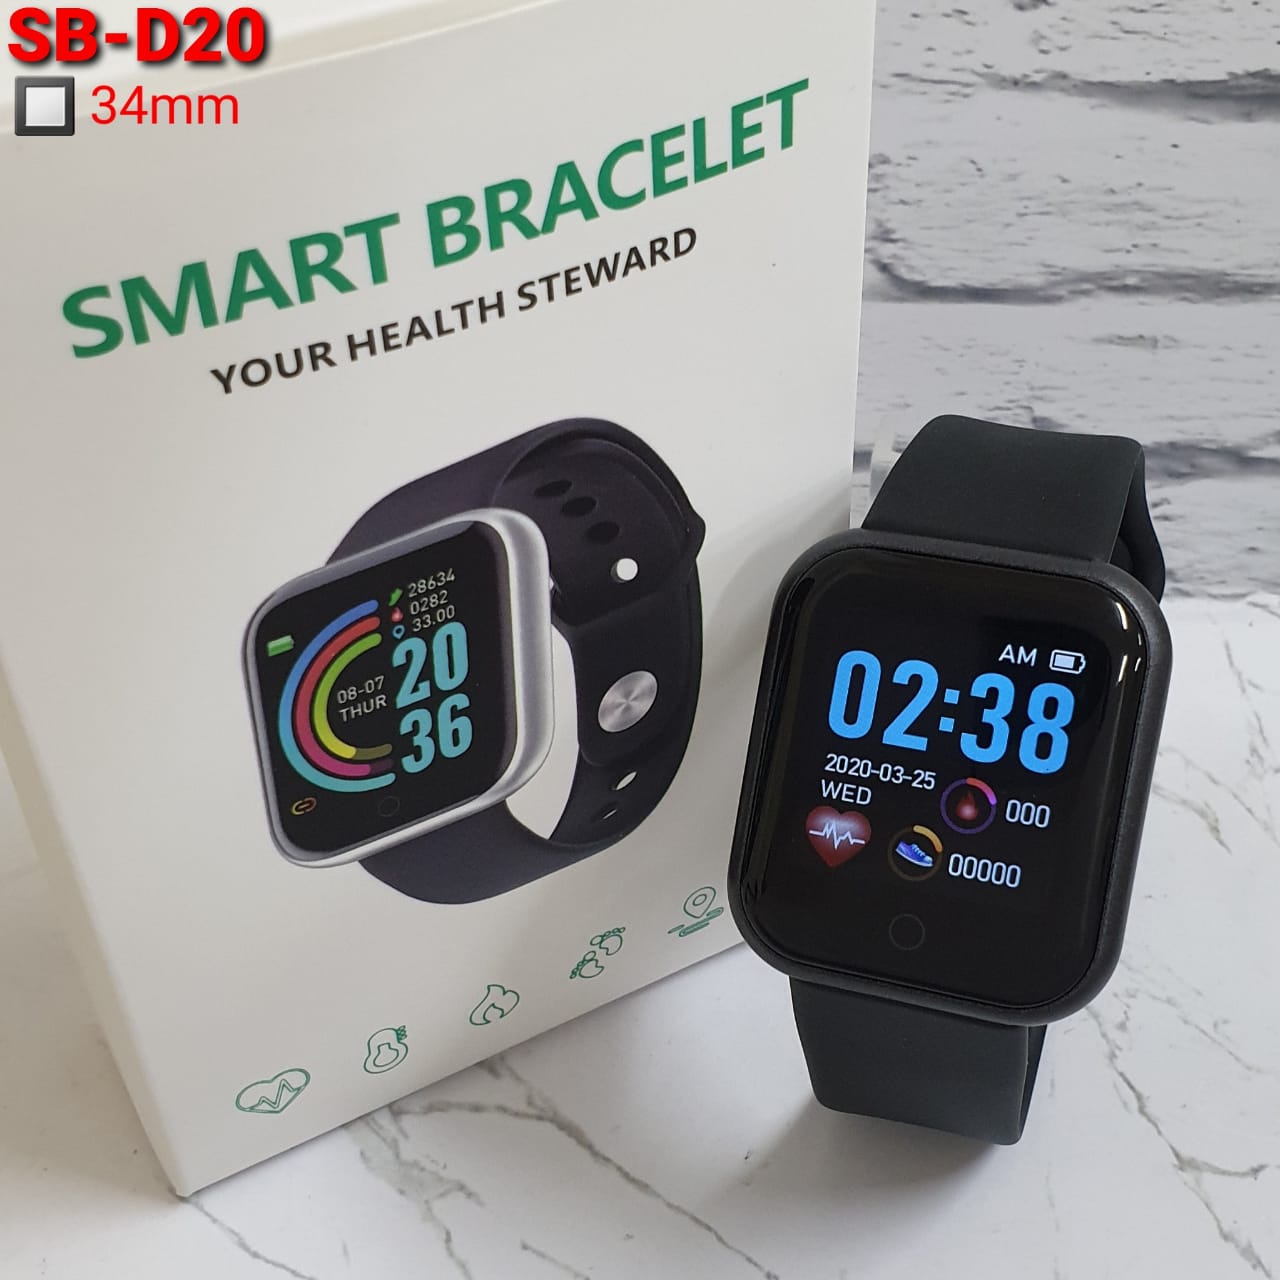 SB-D20
34mm
SMART BRACELET
YOUR HEALTH STEWARD
28634
0282
33.00
08-07
THUR
20
36
AM
02:38
2020-03-25
WED
000
00000